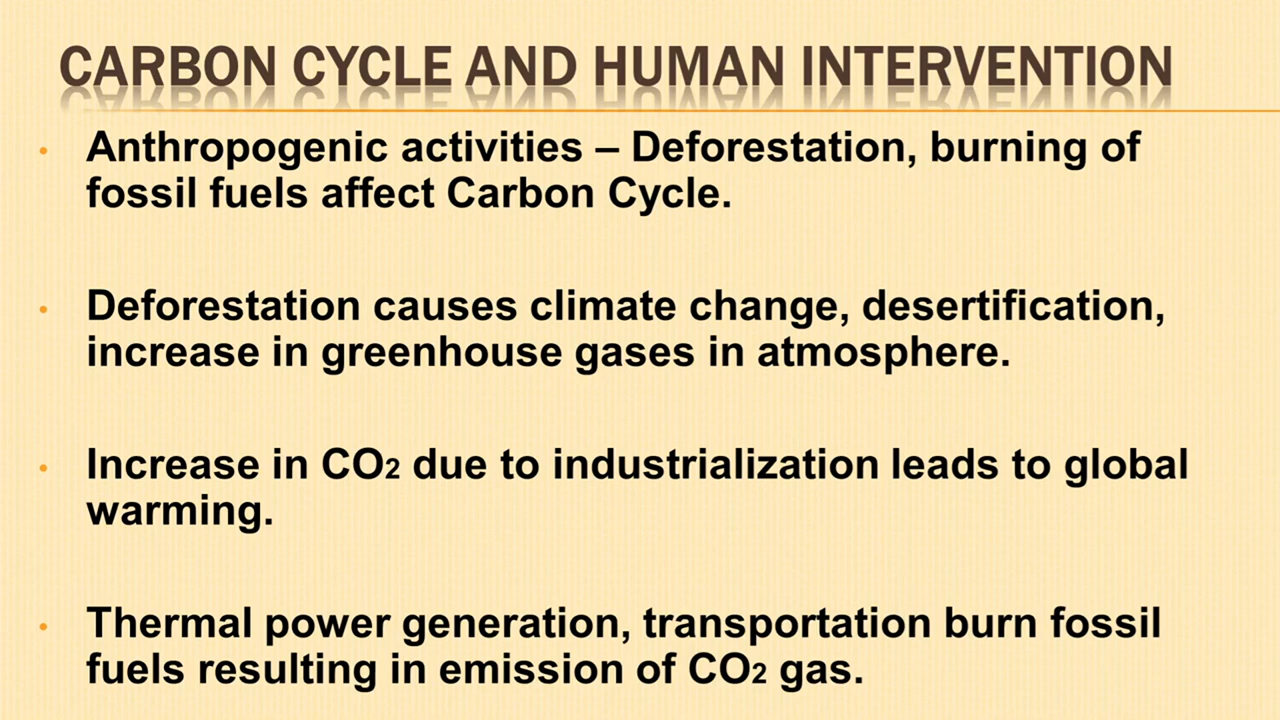 CARBON CYCLE AND HUMAN INTERVENTION
• Anthropogenic activities – Deforestation, burning of
fossil fuels affect Carbon Cycle.
• Deforestation causes climate change, desertification,
increase in greenhouse gases in atmosphere.
• Increase in CO2 due to industrialization leads to global
warming.
• Thermal power generation, transportation burn fossil
fuels resulting in emission of CO2 gas.